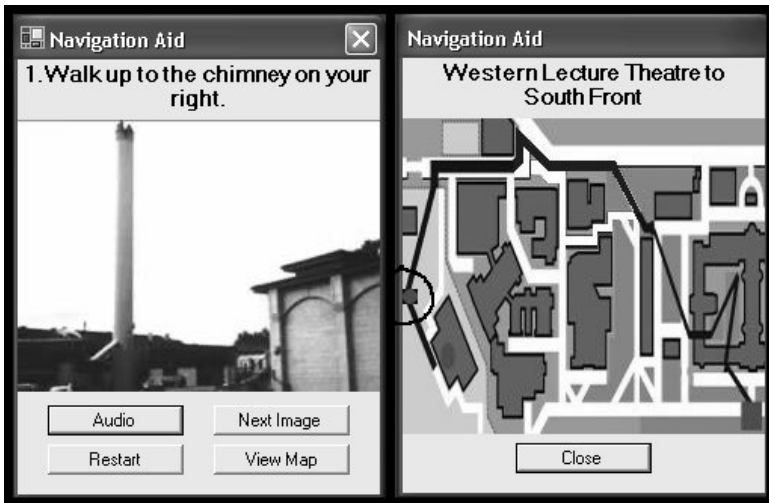 Navigation Aid
1.Walk up to the chimney on your
right.
Audio
Next Image
Restart
View Map
Navigation Aid
Western Lecture Theatre to
South Front
Close